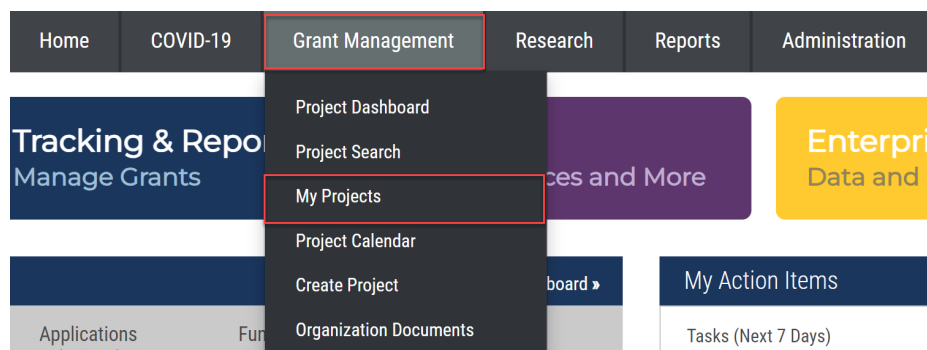 Home COVID-19 Grant Management Research Reports Administration
Project Dashboard
Project Search
My Projects
Project Calendar
Create Project
Organization Documents
Tracking & Repo
Manage Grants
ces and More
Enterpri
Data and
board »
Applications Fun
My Action Items
Tasks (Next 7 Days)